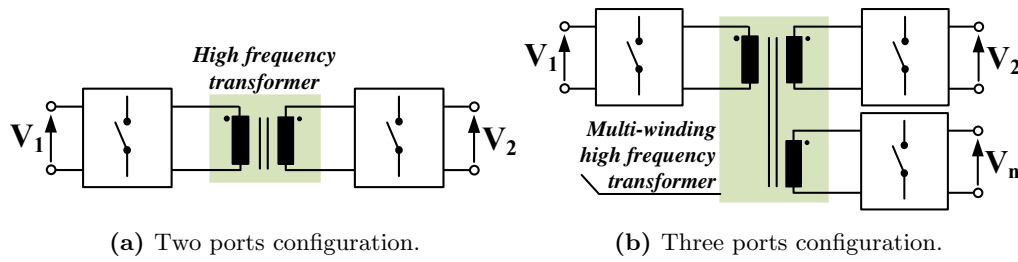 High frequency
transformer
V1
V2
(a) Two ports configuration.
V1
V2
Multi-winding
high frequency
transformer
Vn
(b) Three ports configuration.